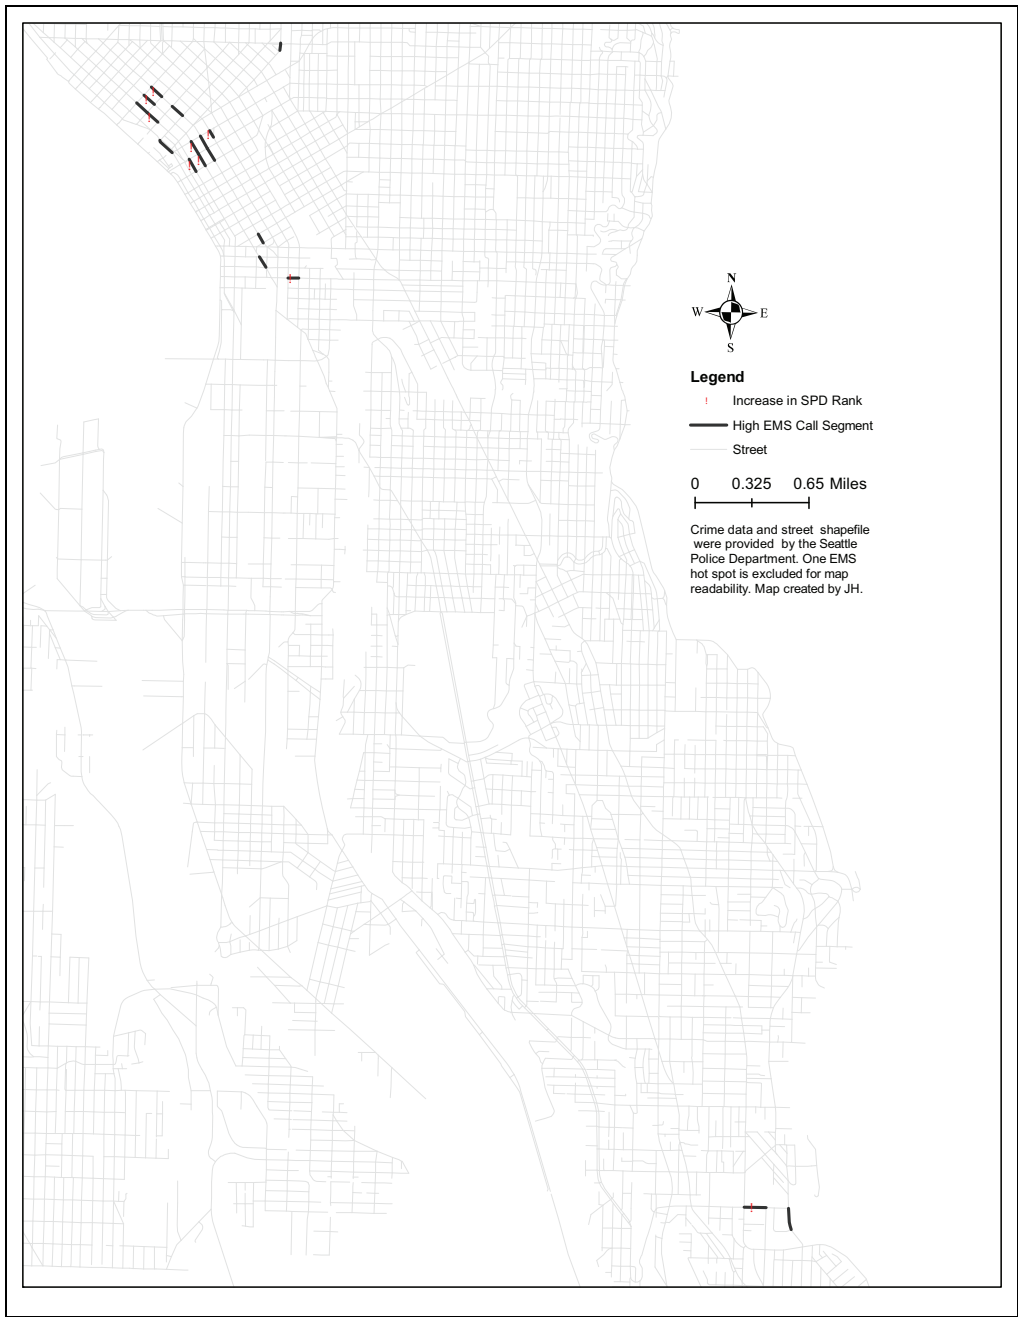 N
W E
S
Legend
! Increase in SPD Rank
High EMS Call Segment
Street
0 0.325 0.65 Miles
Crime data and street shapefile
were provided by the Seattle
Police Department. One EMS
hot spot is excluded for map
readability. Map created by JH.